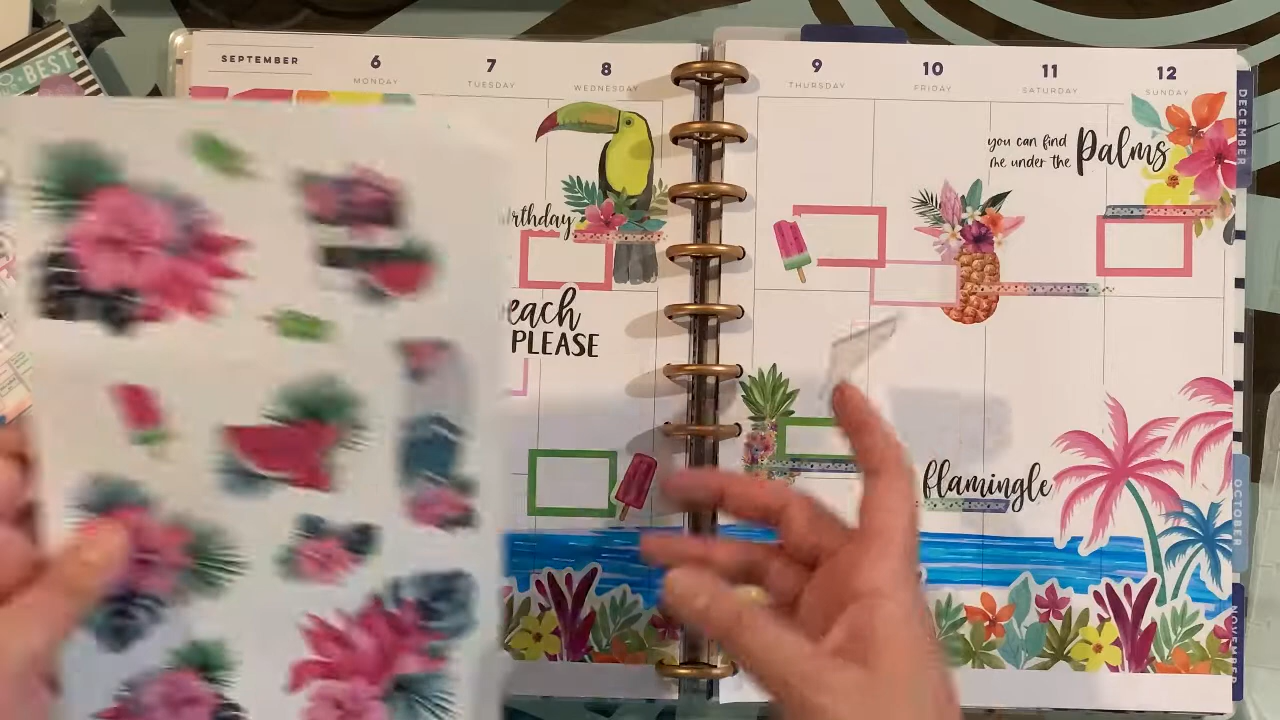 BEST
SEPTEMBER
6
MONDAY
7
TUESDAY
8
WEDNESDAY
9
THURSDAY
10
FRIDAY
11
SATURDAY
12
SUNDAY
you can find
me under the Palms
rthday
each
PLEASE
flamingle
DECEMBER
OCTOBER
NOVEMBER